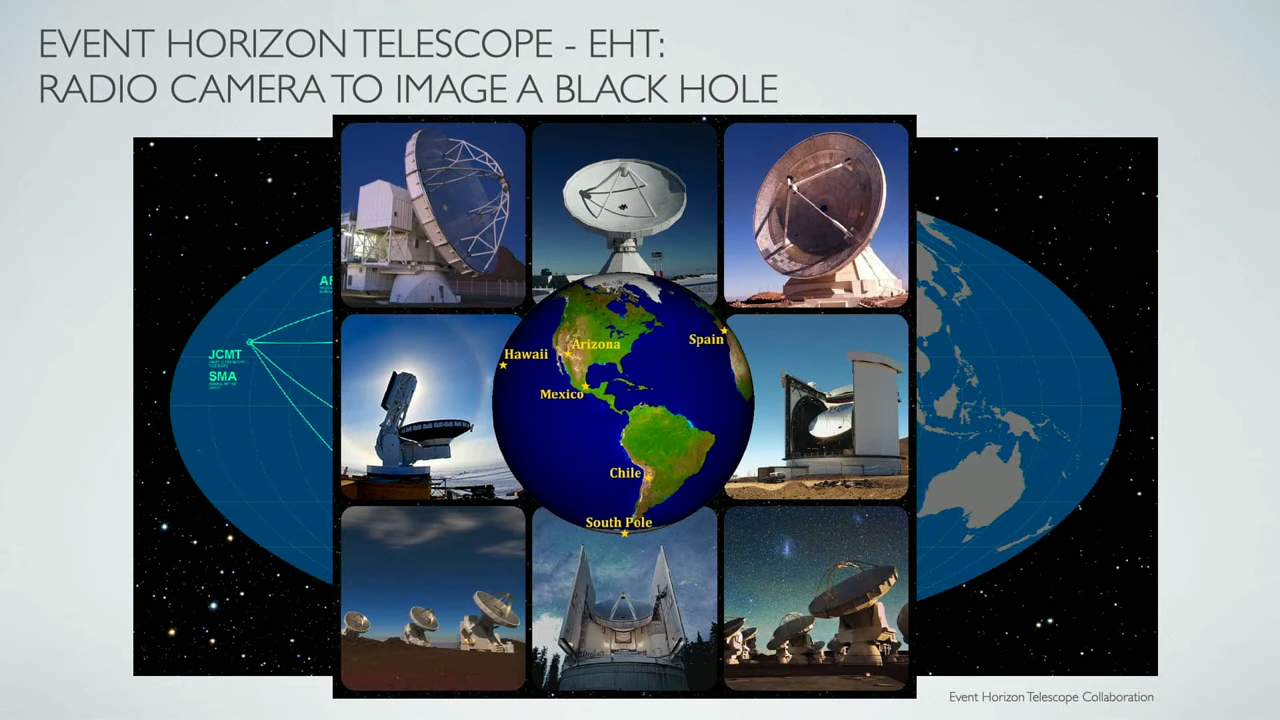 EVENT HORIZON TELESCOPE - EHT:
RADIO CAMERA TO IMAGE A BLACK HOLE
JCMT
SMA
Hawaii
Arizona
Spain
Mexico
Chile
South Pole
Event Horizon Telescope Collaboration